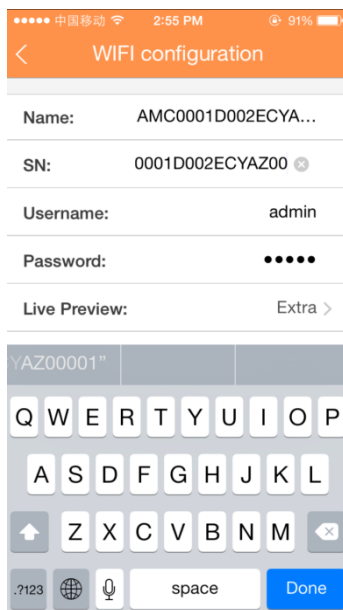 中国移动 2:55 PM 91%
WIFI configuration
Name: AMC0001D002ECYA...
SN: 0001D002ECYAZ00
Username: admin
Password: •••••
Live Preview: Extra >
YAZ00001”
Q W E R T Y U I O P
A S D F G H J K L
Z X C V B N M
.?123 space Done